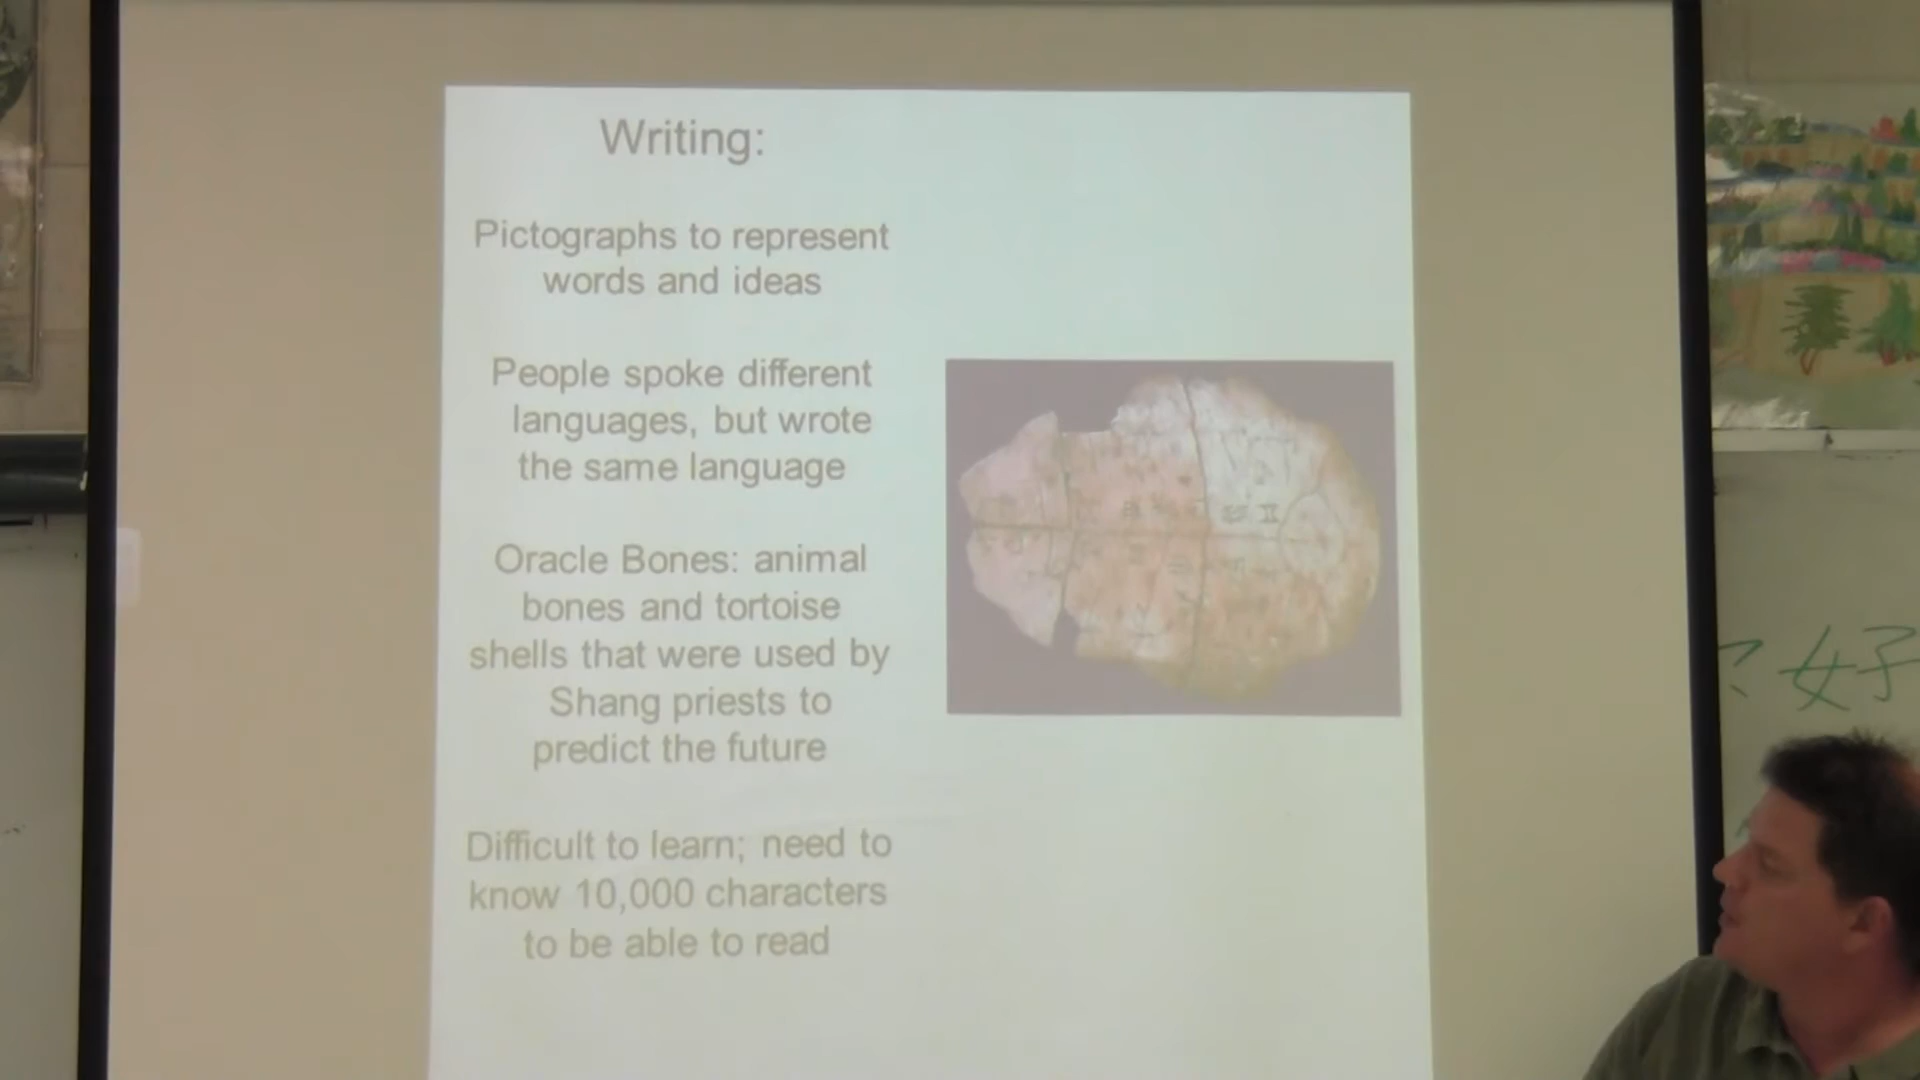 Writing:
Pictographs to represent
words and ideas
People spoke different
languages, but wrote
the same language
Oracle Bones: animal
bones and tortoise
shells that were used by
Shang priests to
predict the future
Difficult to learn; need to
know 10,000 characters
to be able to read
好